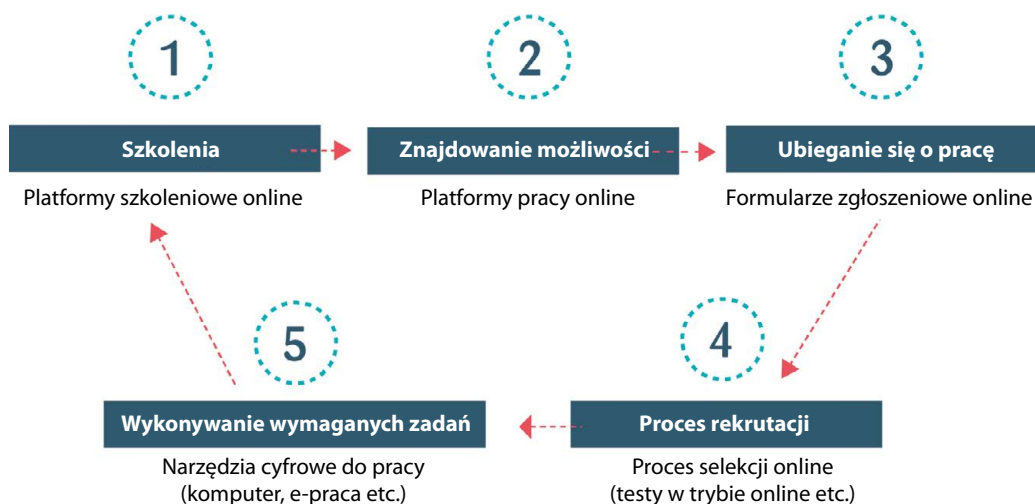 1
2
3
Szkolenia
Znajdowanie możliwości
Ubieganie się o pracę
Platformy szkoleniowe online
Platformy pracy online
Formularze zgłoszeniowe online
5
4
Wykonywanie wymaganych zadań
Proces rekrutacji
Narzędzia cyfrowe do pracy
(komputer, e-praca etc.)
Proces selekcji online
(testy w trybie online etc.)